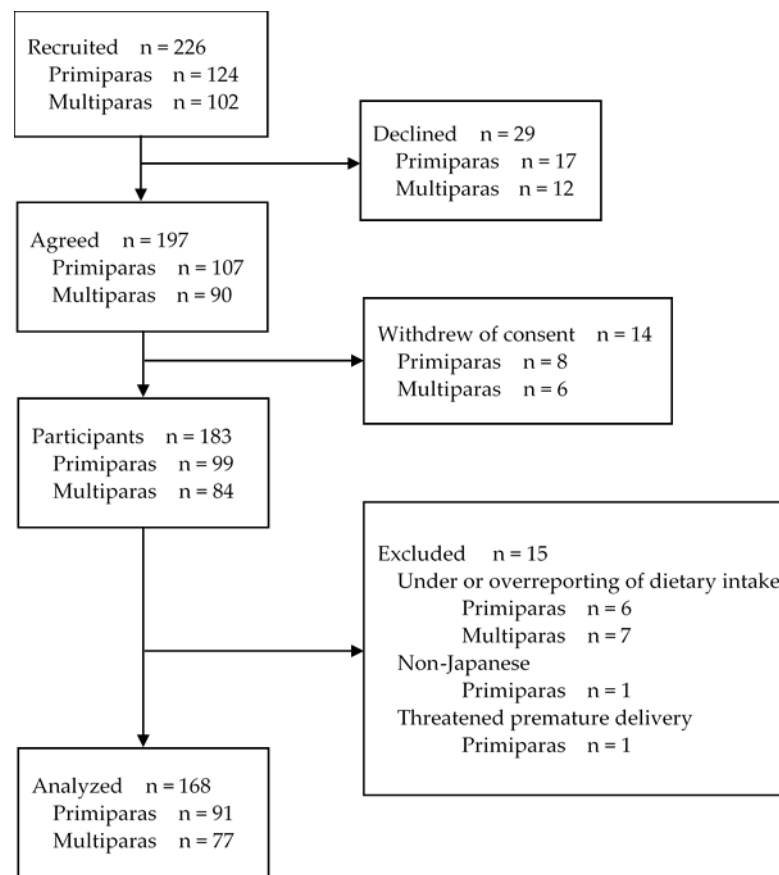 Recruited n = 226
Primiparas n = 124
Multiparas n = 102
Declined n = 29
Primiparas n = 17
Multiparas n = 12
Agreed n = 197
Primiparas n = 107
Multiparas n = 90
Withdrew of consent n = 14
Primiparas n = 8
Multiparas n = 6
Participants n = 183
Primiparas n = 99
Multiparas n = 84
Excluded n = 15
Under or overreporting of dietary intake
Primiparas n = 6
Multiparas n = 7
Non-Japanese
Primiparas n = 1
Threatened premature delivery
Primiparas n = 1
Analyzed n = 168
Primiparas n = 91
Multiparas n = 77